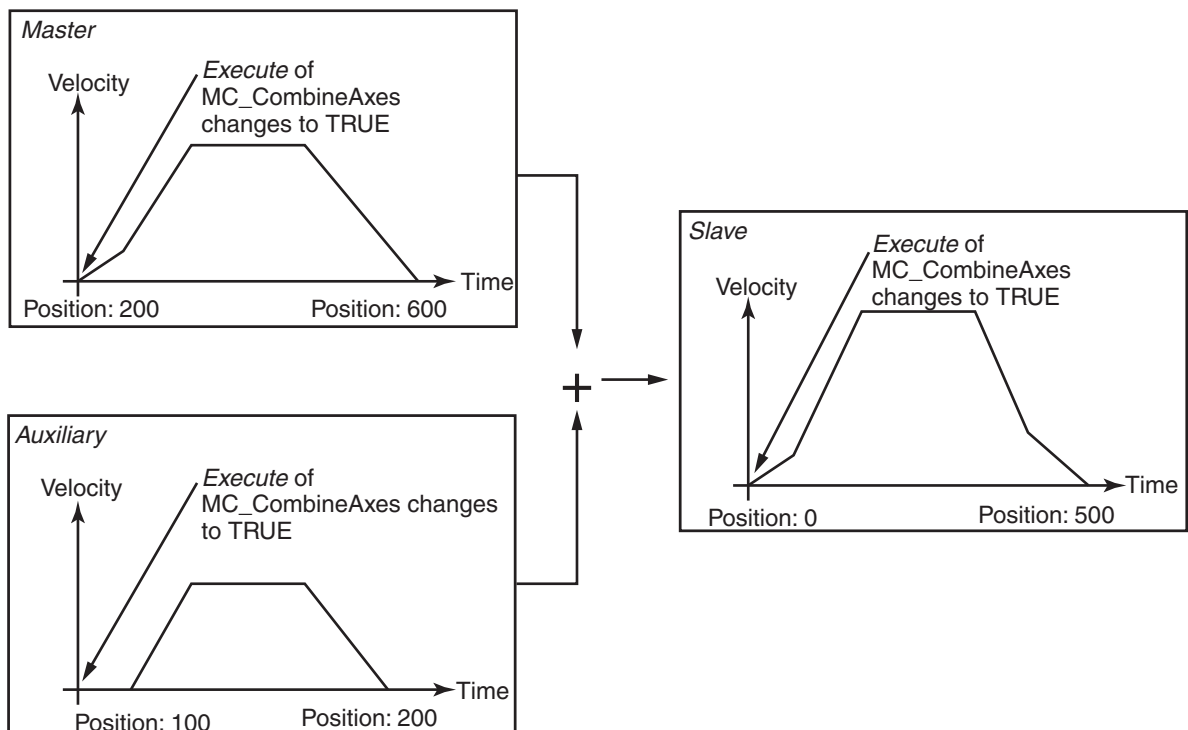 Master
Velocity
Execute of
MC_CombineAxes
changes to TRUE
Time
Position: 200
Position: 600
+
Auxiliary
Velocity
Execute of
MC_CombineAxes changes
to TRUE
Time
Position: 100
Position: 200
Slave
Velocity
Execute of
MC_CombineAxes
changes to TRUE
Time
Position: 0
Position: 500